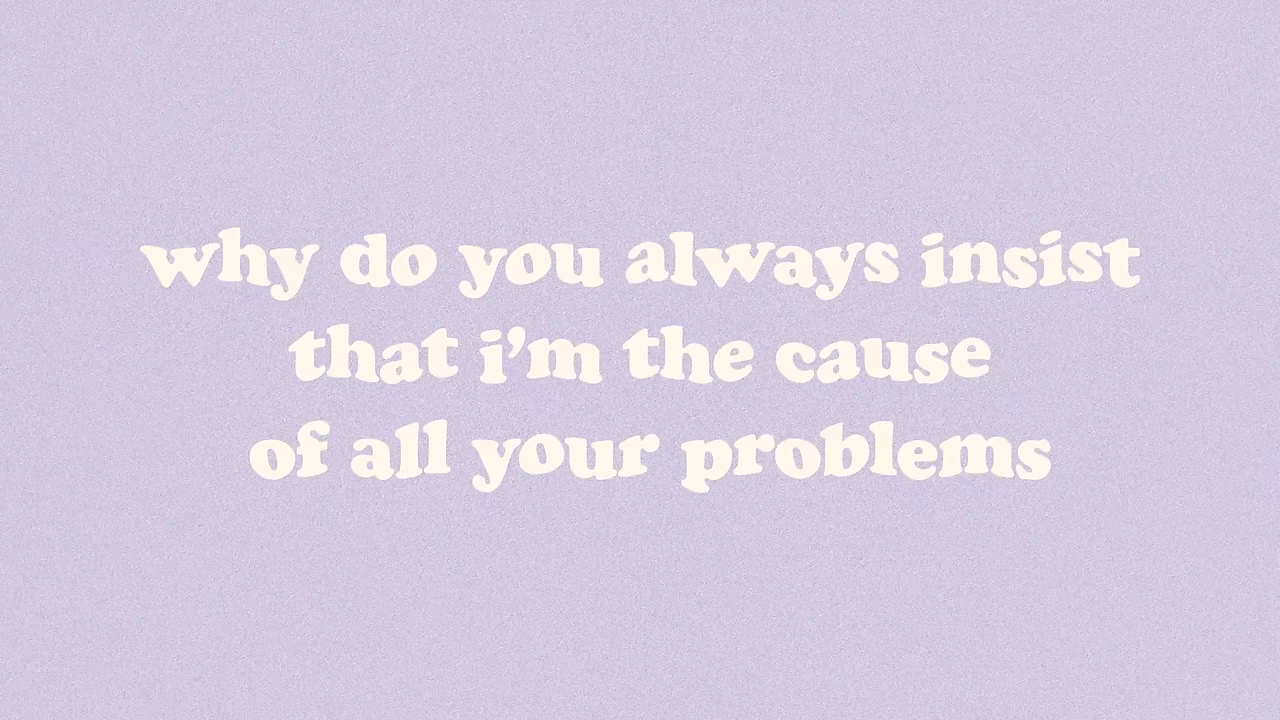 why do you always insist
that i’m the cause
of all your problems